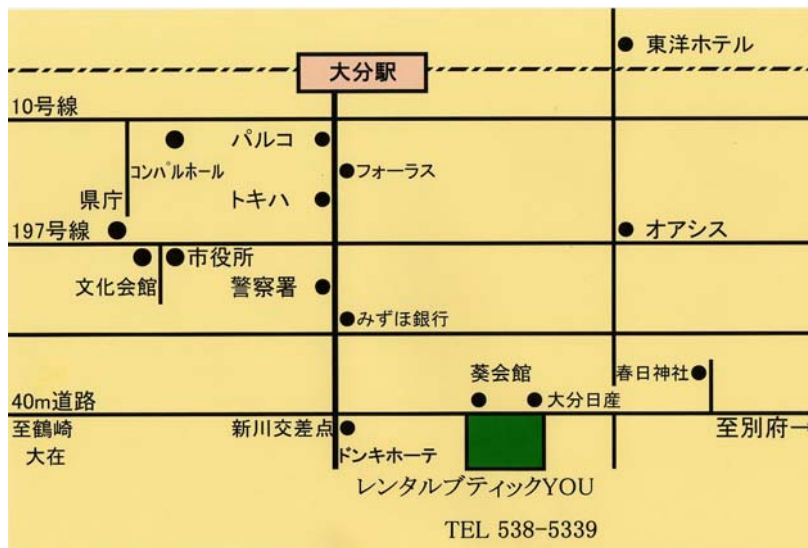 東洋ホテル
大分駅
10号線
パルコ
コンパルホール
フォーラス
県庁
トキハ
197号線
オアシス
市役所
文化会館
警察署
みずほ銀行
葵会館
春日神社
40m道路
大分日産
至鶴崎
新川交差点
至別府→
大在
ドンキホーテ
レンタルブティックYOU
TEL 538-5339